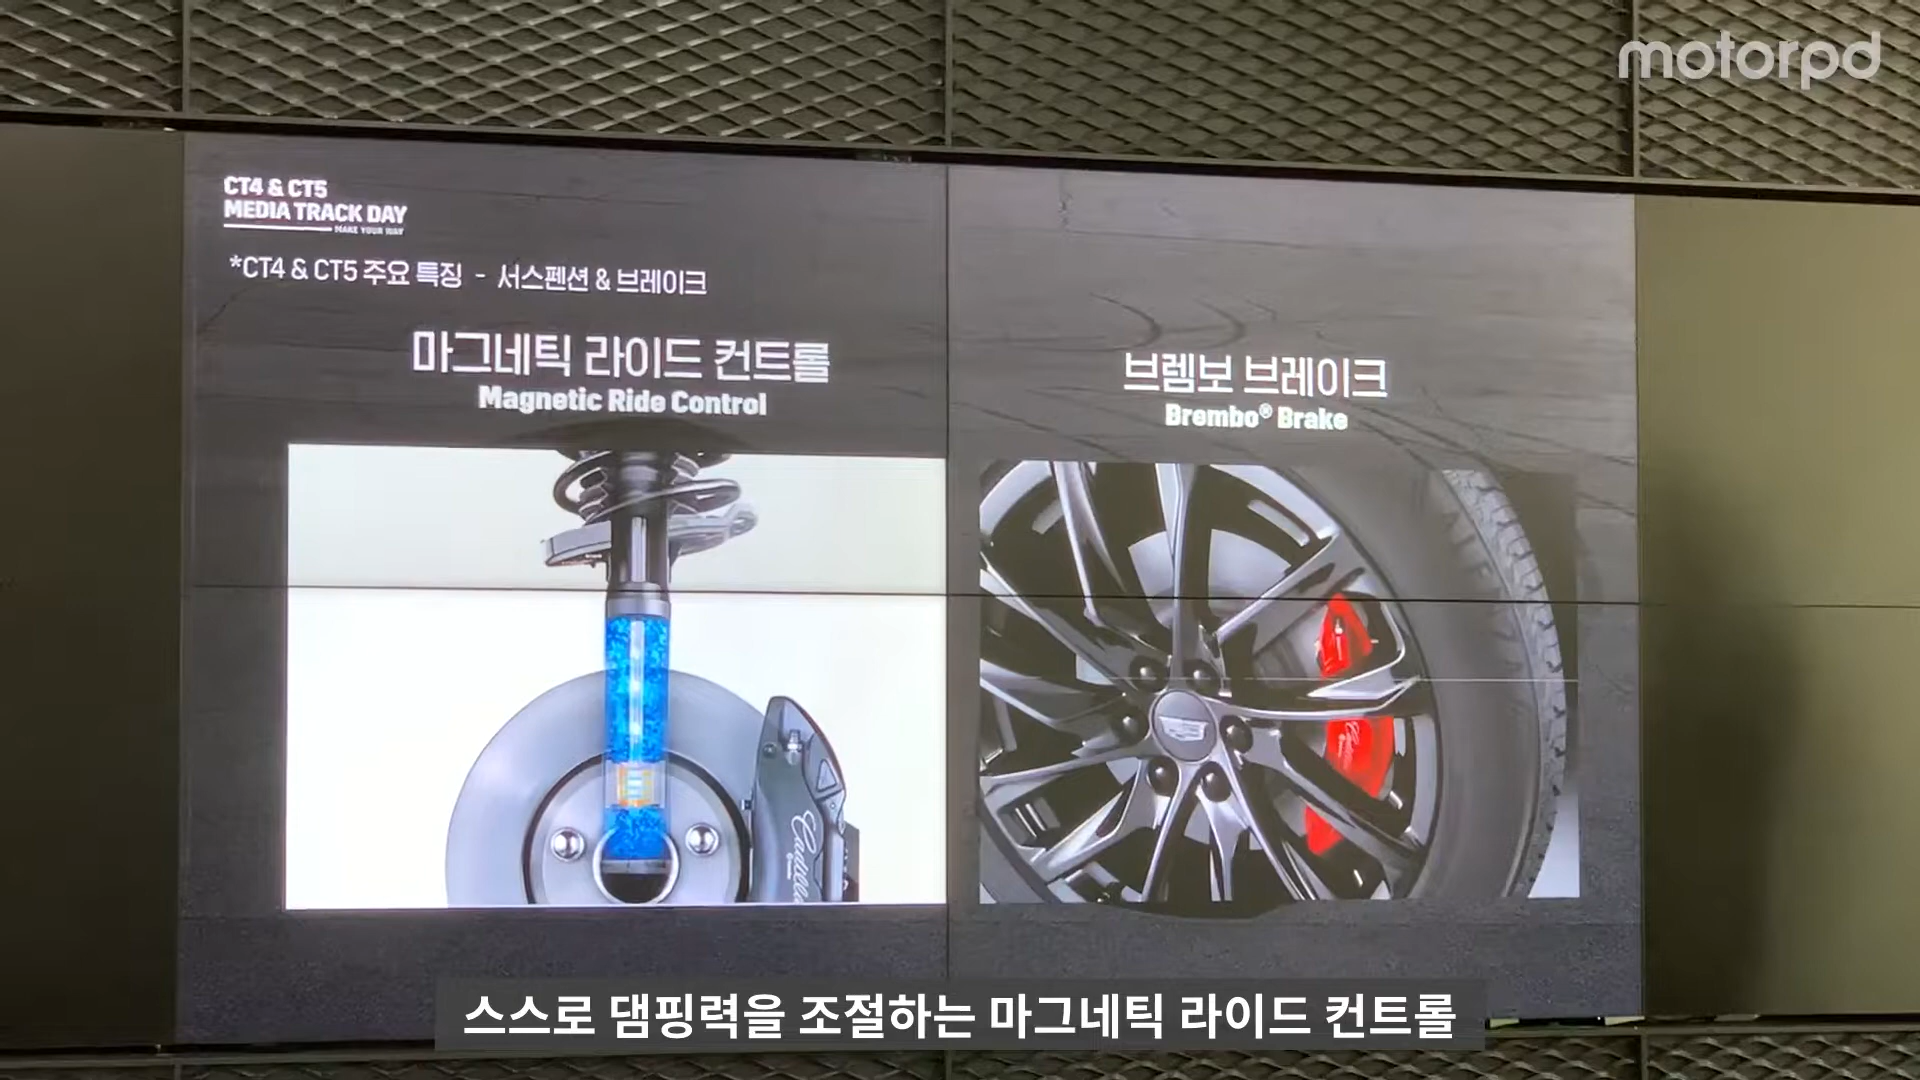 motorpd
CT4 & CT5
MEDIA TRACK DAY
MAKE YOUR WAY
*CT4 & CT5 주요 특징 - 서스펜션 & 브레이크
마그네틱 라이드 컨트롤
Magnetic Ride Control
브렘보 브레이크
Brembo® Brake
Cadillac
스스로 댐핑력을 조절하는 마그네틱 라이드 컨트롤